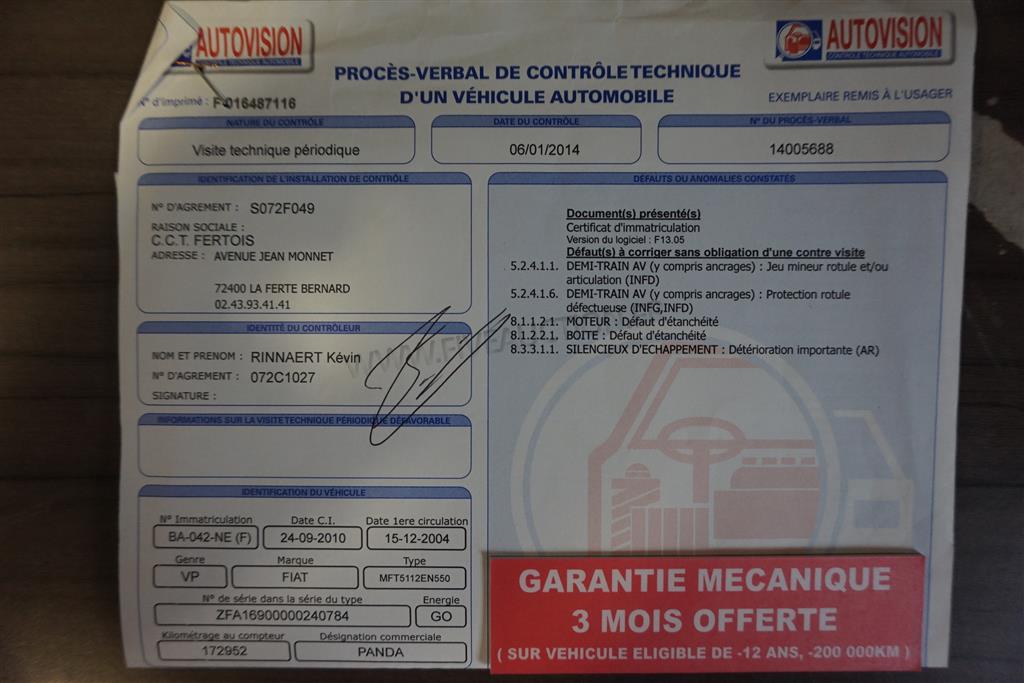 AUTOVISION
CONTROLE TECHNIQUE AUTOMOBILE
AUTOVISION
CONTROLE TECHNIQUE AUTOMOBILE
PROCÈS-VERBAL DE CONTRÔLE TECHNIQUE
D'UN VÉHICULE AUTOMOBILE
N° d'imprimé : F 016487116
EXEMPLAIRE REMIS À L'USAGER
NATURE DU CONTRÔLE
Visite technique périodique
DATE DU CONTRÔLE
06/01/2014
N° DU PROCÈS-VERBAL
14005688
IDENTIFICATION DE L'INSTALLATION DE CONTRÔLE
N° D'AGREMENT : S072F049
RAISON SOCIALE :
C.C.T. FERTOIS
ADRESSE : AVENUE JEAN MONNET
72400 LA FERTE BERNARD
02.43.93.41.41
IDENTITÉ DU CONTRÔLEUR
NOM ET PRENOM : RINNAERT Kévin
N° D'AGREMENT : 072C1027
SIGNATURE :
INFORMATIONS SUR LA VISITE TECHNIQUE PÉRIODIQUE DÉFAVORABLE
IDENTIFICATION DU VÉHICULE
N° Immatriculation Date C.I. Date 1ere circulation
BA-042-NE (F) 24-09-2010 15-12-2004
Genre Marque Type
VP FIAT MFT5112EN550
N° de série dans la série du type Energie
ZFA16900000240784 GO
Kilométrage au compteur Désignation commerciale
172952 PANDA
DÉFAUTS OU ANOMALIES CONSTATÉS
Document(s) présenté(s)
Certificat d'immatriculation
Version du logiciel : F13.05
Défaut(s) à corriger sans obligation d'une contre visite
5.2.4.1.1. DEMI-TRAIN AV (y compris ancrages) : Jeu mineur rotule et/ou
articulation (INFD)
5.2.4.1.6. DEMI-TRAIN AV (y compris ancrages) : Protection rotule
défectueuse (INFG,INFD)
8.1.1.2.1. MOTEUR : Défaut d'étanchéité
8.1.2.2.1. BOITE : Défaut d'étanchéité
8.3.3.1.1. SILENCIEUX D'ECHAPPEMENT : Détérioration importante (AR)
GARANTIE MECANIQUE
3 MOIS OFFERTE
( SUR VEHICULE ELIGIBLE DE -12 ANS, -200 000KM )